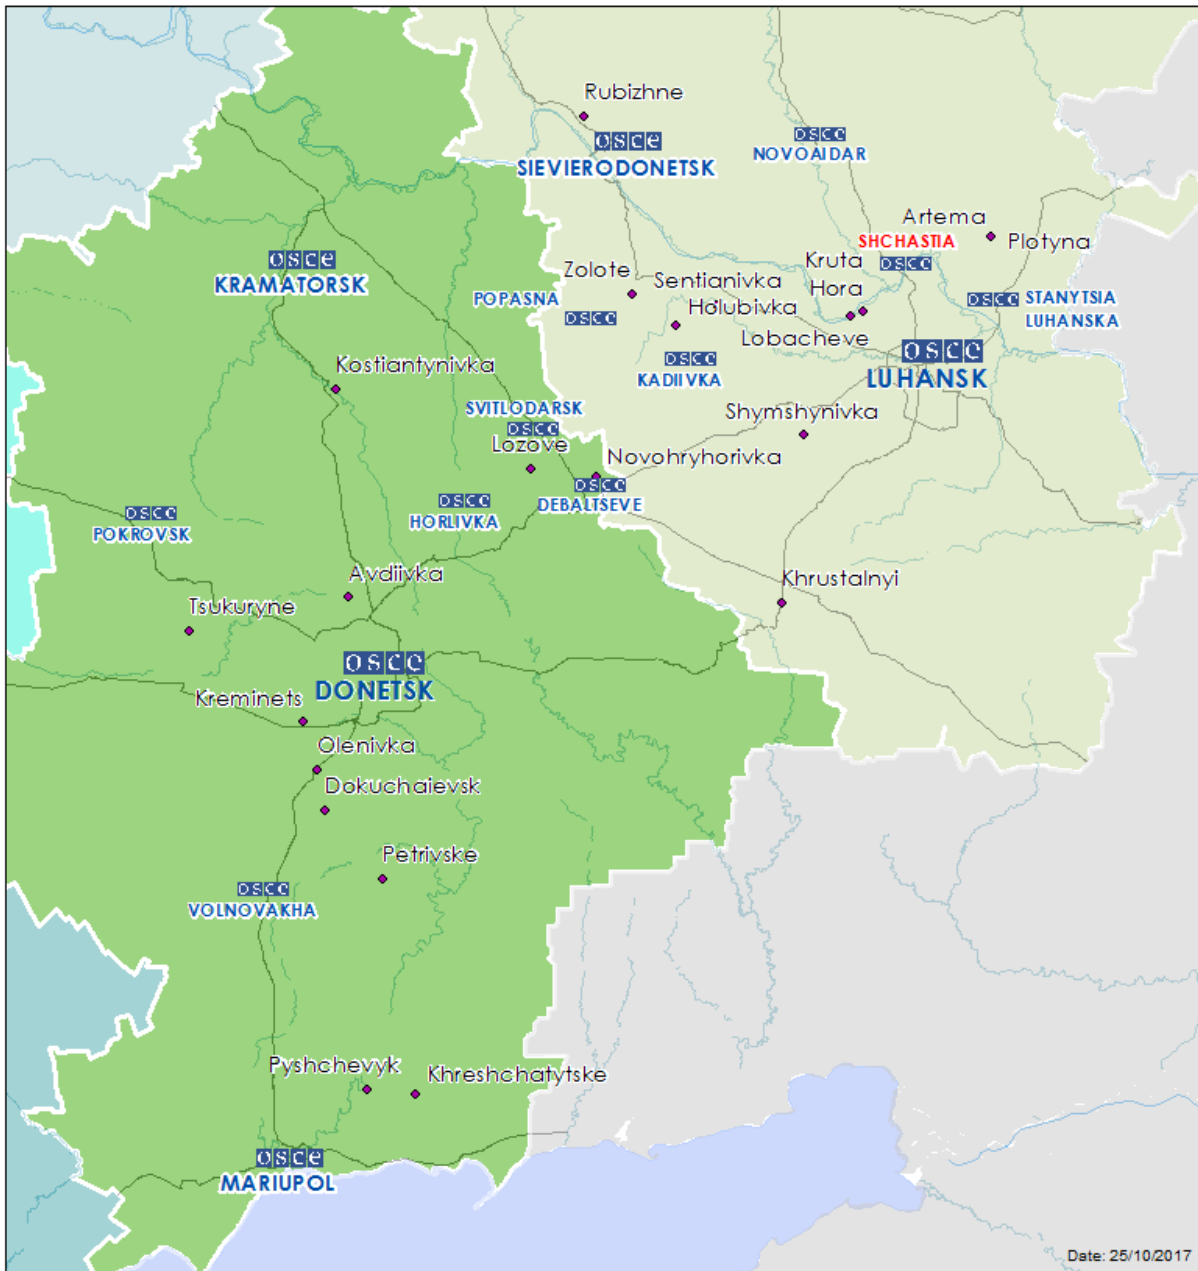 Rubizhne
OSCE
SIEVIERODONETSK
OSCE
NOVOAIDAR
Artema
SHCHASTIA
Plotyna
OSCE
KRAMATORSK
Zolote
Sentianivka
Kruta
Hora
OSCE
POPASNA
OSCE
Holubivka
OSCE
STANYTSIA
LUHANSKA
Lobacheve
OSCE
KADIIVKA
OSCE
LUHANSK
Kostiantynivka
SVITLODARSK
OSCE
Lozove
Shymshynivka
Novohryhorivka
OSCE
DEBALTSEVE
OSCE
HORLIVKA
OSCE
POKROVSK
Avdiivka
Khrustalnyi
Tsukuryne
OSCE
DONETSK
Kreminets
Olenivka
Dokuchaievsk
Petrivske
OSCE
VOLNOVAKHA
Pyshchevyk
Khreshchatytske
OSCE
MARIUPOL
Date: 25/10/2017